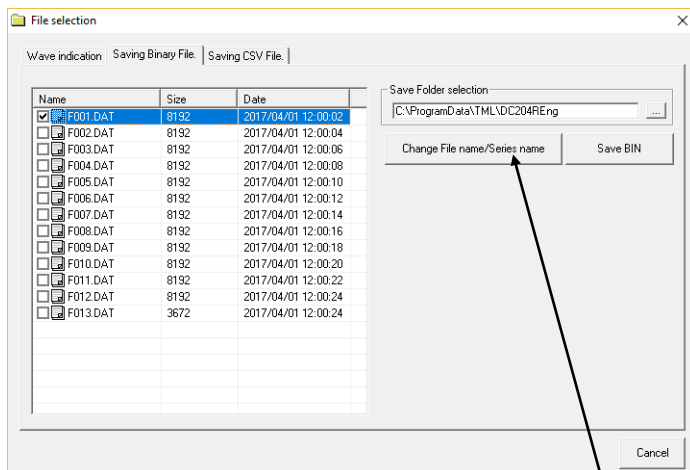 File selection
Wave indication Saving Binary File. Saving CSV File.
Name Size Date
F001.DAT 8192 2017/04/01 12:00:02
F002.DAT 8192 2017/04/01 12:00:04
F003.DAT 8192 2017/04/01 12:00:06
F004.DAT 8192 2017/04/01 12:00:08
F005.DAT 8192 2017/04/01 12:00:10
F006.DAT 8192 2017/04/01 12:00:12
F007.DAT 8192 2017/04/01 12:00:14
F008.DAT 8192 2017/04/01 12:00:16
F009.DAT 8192 2017/04/01 12:00:18
F010.DAT 8192 2017/04/01 12:00:20
F011.DAT 8192 2017/04/01 12:00:22
F012.DAT 8192 2017/04/01 12:00:24
F013.DAT 3672 2017/04/01 12:00:24
Save Folder selection
C:\ProgramData\TML\DC204REng ...
Change File name/Series name Save BIN
Cancel